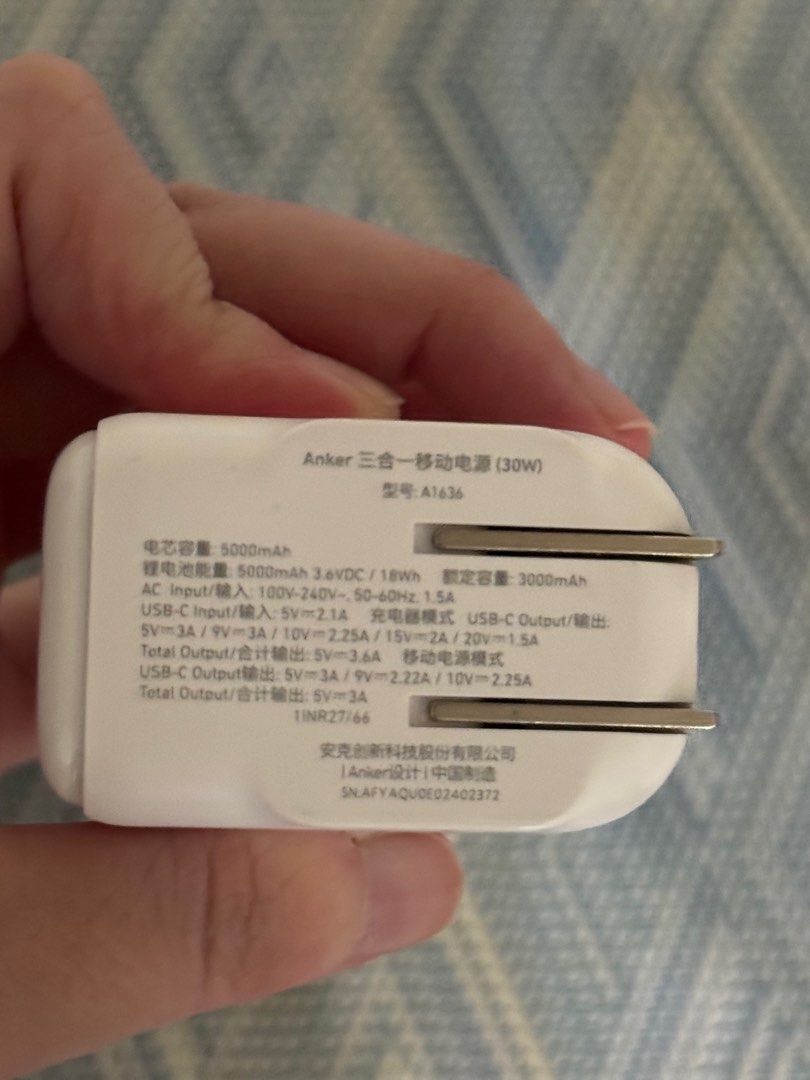 Anker 三合一移动电源 (30W)
型号: A1636
电芯容量: 5000mAh
锂电池能量: 5000mAh 3.6VDC / 18Wh 额定容量: 3000mAh
AC Input/输入: 100V-240V~, 50-60Hz, 1.5A
USB-C Input/输入: 5V⎓2.1A 充电器模式 USB-C Output/输出:
5V⎓3A / 9V⎓3A / 10V⎓2.25A / 15V⎓2A / 20V⎓1.5A
Total Output/合计输出: 5V⎓3.6A 移动电源模式
USB-C Output输出: 5V⎓3A / 9V⎓2.22A / 10V⎓2.25A
Total Output/合计输出: 5V⎓3A
1INR27/66
安克创新科技股份有限公司
|Anker设计|中国制造
SN:AFYAQU0E02402372